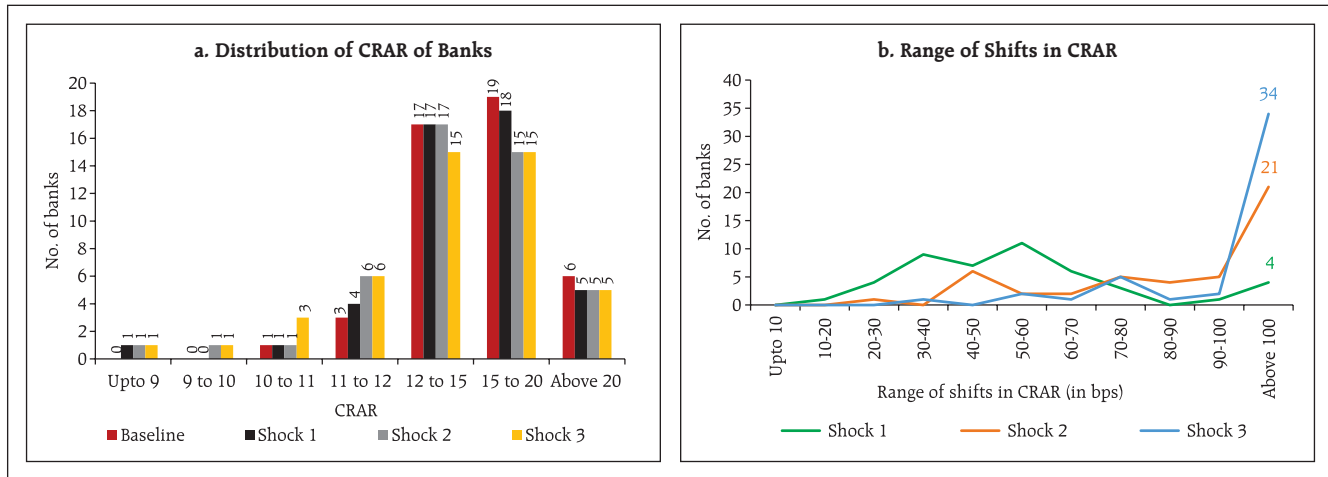 a. Distribution of CRAR of Banks
No. of banks
20
18
16
14
12
10
8
6
4
2
0
0 1 1 1
0 0 1 1
1 1 1 3
3 4 6 6
17 17 17 15
19 18 15 15
6 5 5 5
Upto 9 9 to 10 10 to 11 11 to 12 12 to 15 15 to 20 Above 20
CRAR
Baseline Shock 1 Shock 2 Shock 3
b. Range of Shifts in CRAR
No. of banks
40
35
30
25
20
15
10
5
0
34
21
4
Upto 10
10-20
20-30
30-40
40-50
50-60
60-70
70-80
80-90
90-100
Above 100
Range of shifts in CRAR (in bps)
Shock 1 Shock 2 Shock 3